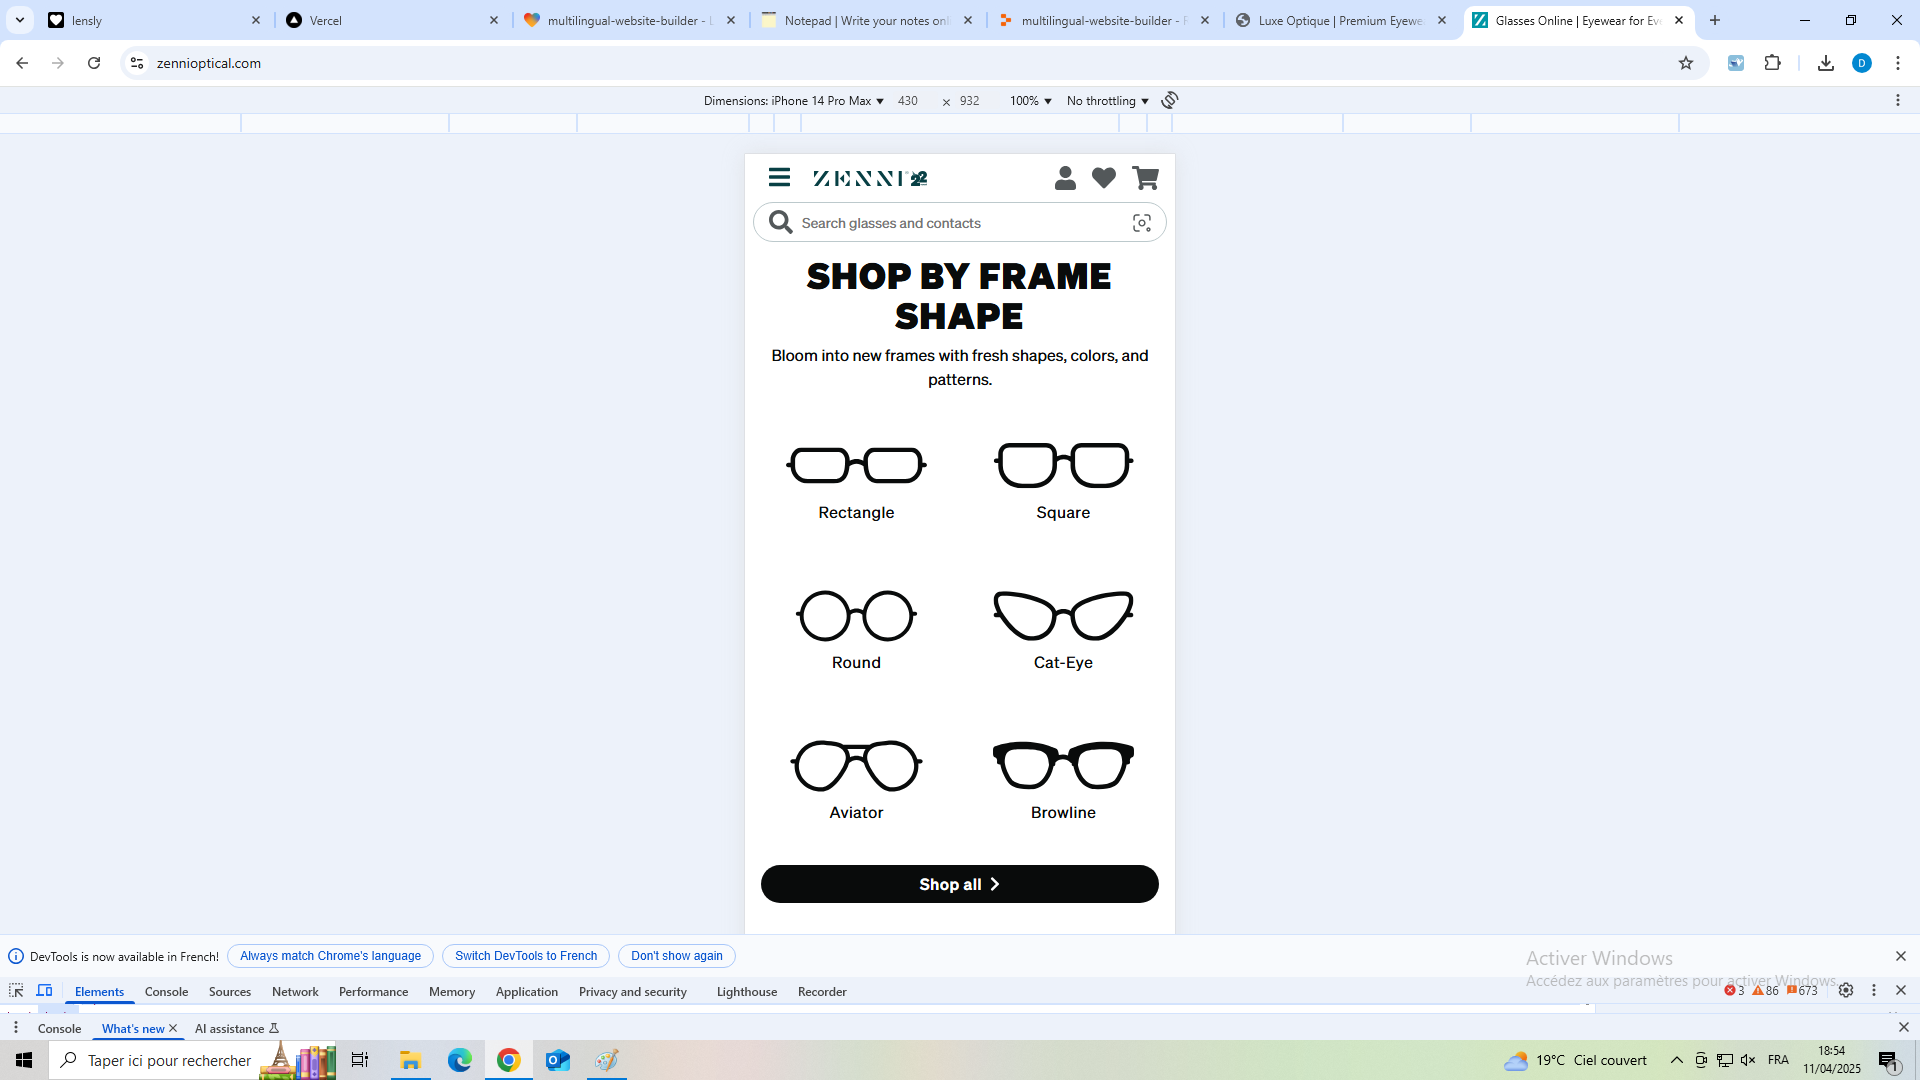 lensly
Vercel
multilingual-website-builder - L
Notepad | Write your notes onl
multilingual-website-builder - R
Luxe Optique | Premium Eyewe
Glasses Online | Eyewear for Eve
zennioptical.com
D
Dimensions: iPhone 14 Pro Max 430 × 932 100% No throttling
ZENNI
Search glasses and contacts
SHOP BY FRAME
SHAPE
Bloom into new frames with fresh shapes, colors, and
patterns.
Rectangle
Square
Round
Cat-Eye
Aviator
Browline
Shop all
DevTools is now available in French! Always match Chrome's language Switch DevTools to French Don't show again
Activer Windows
Accédez aux paramètres pour activer Windows.
Elements Console Sources Network Performance Memory Application Privacy and security Lighthouse Recorder 3 86 673
Console What's new AI assistance
Taper ici pour rechercher
19°C Ciel couvert
FRA
18:54
11/04/2025
1